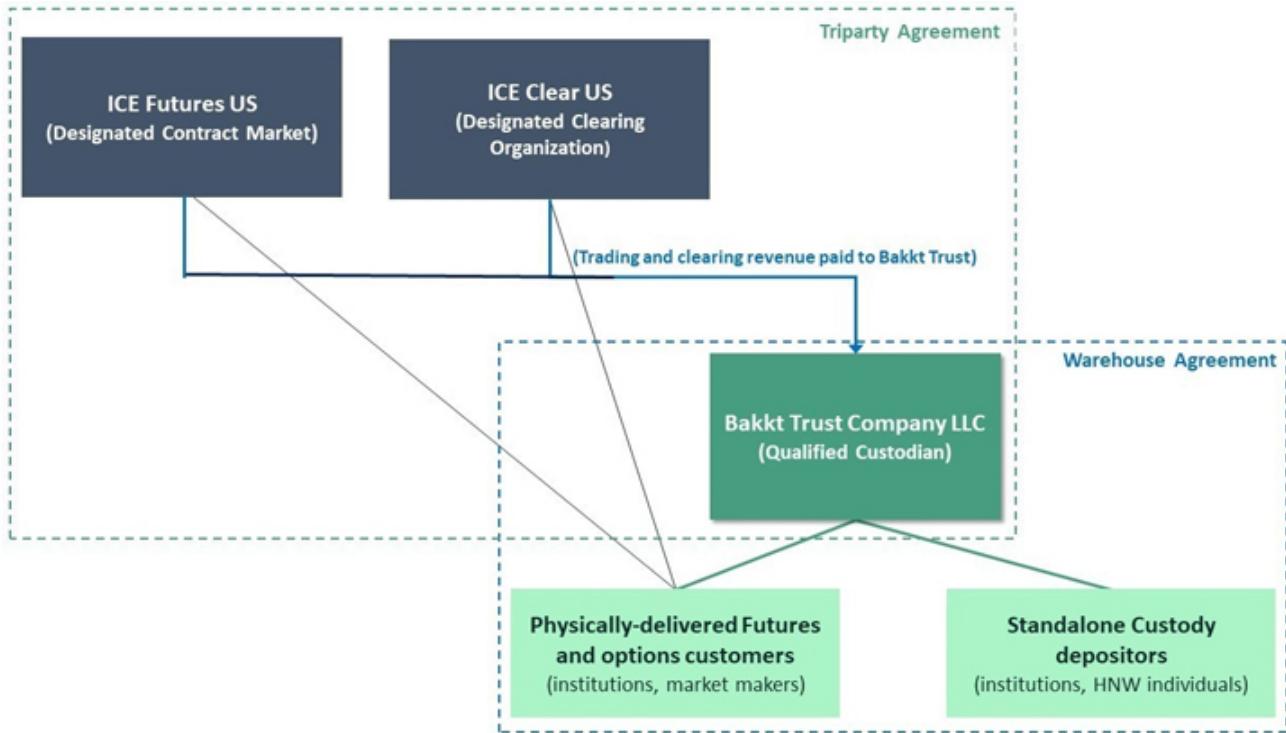 Triparty Agreement
ICE Futures US
(Designated Contract Market)
ICE Clear US
(Designated Clearing
Organization)
(Trading and clearing revenue paid to Bakkt Trust)
Warehouse Agreement
Bakkt Trust Company LLC
(Qualified Custodian)
Physically-delivered Futures
and options customers
(institutions, market makers)
Standalone Custody
depositors
(institutions, HNW individuals)